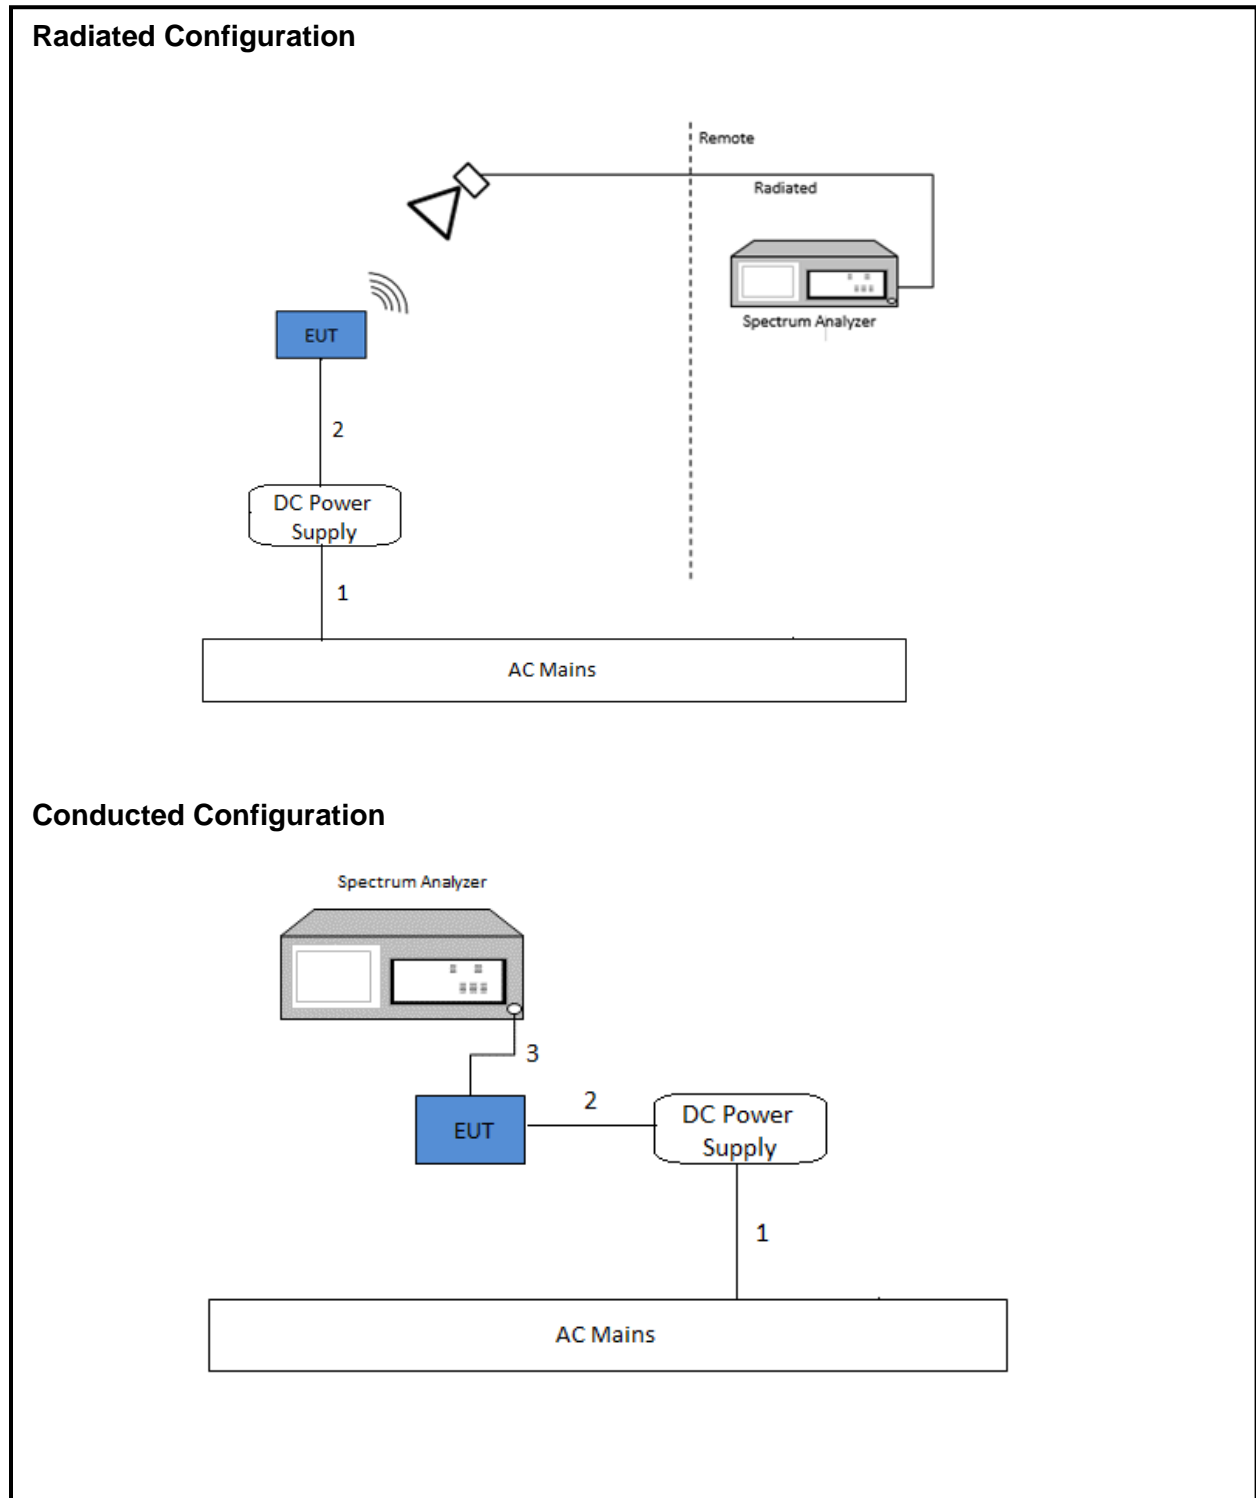 Radiated Configuration
Remote
Radiated
Spectrum Analyzer
EUT
2
DC Power
Supply
1
AC Mains
Conducted Configuration
Spectrum Analyzer
3
EUT
2
DC Power
Supply
1
AC Mains